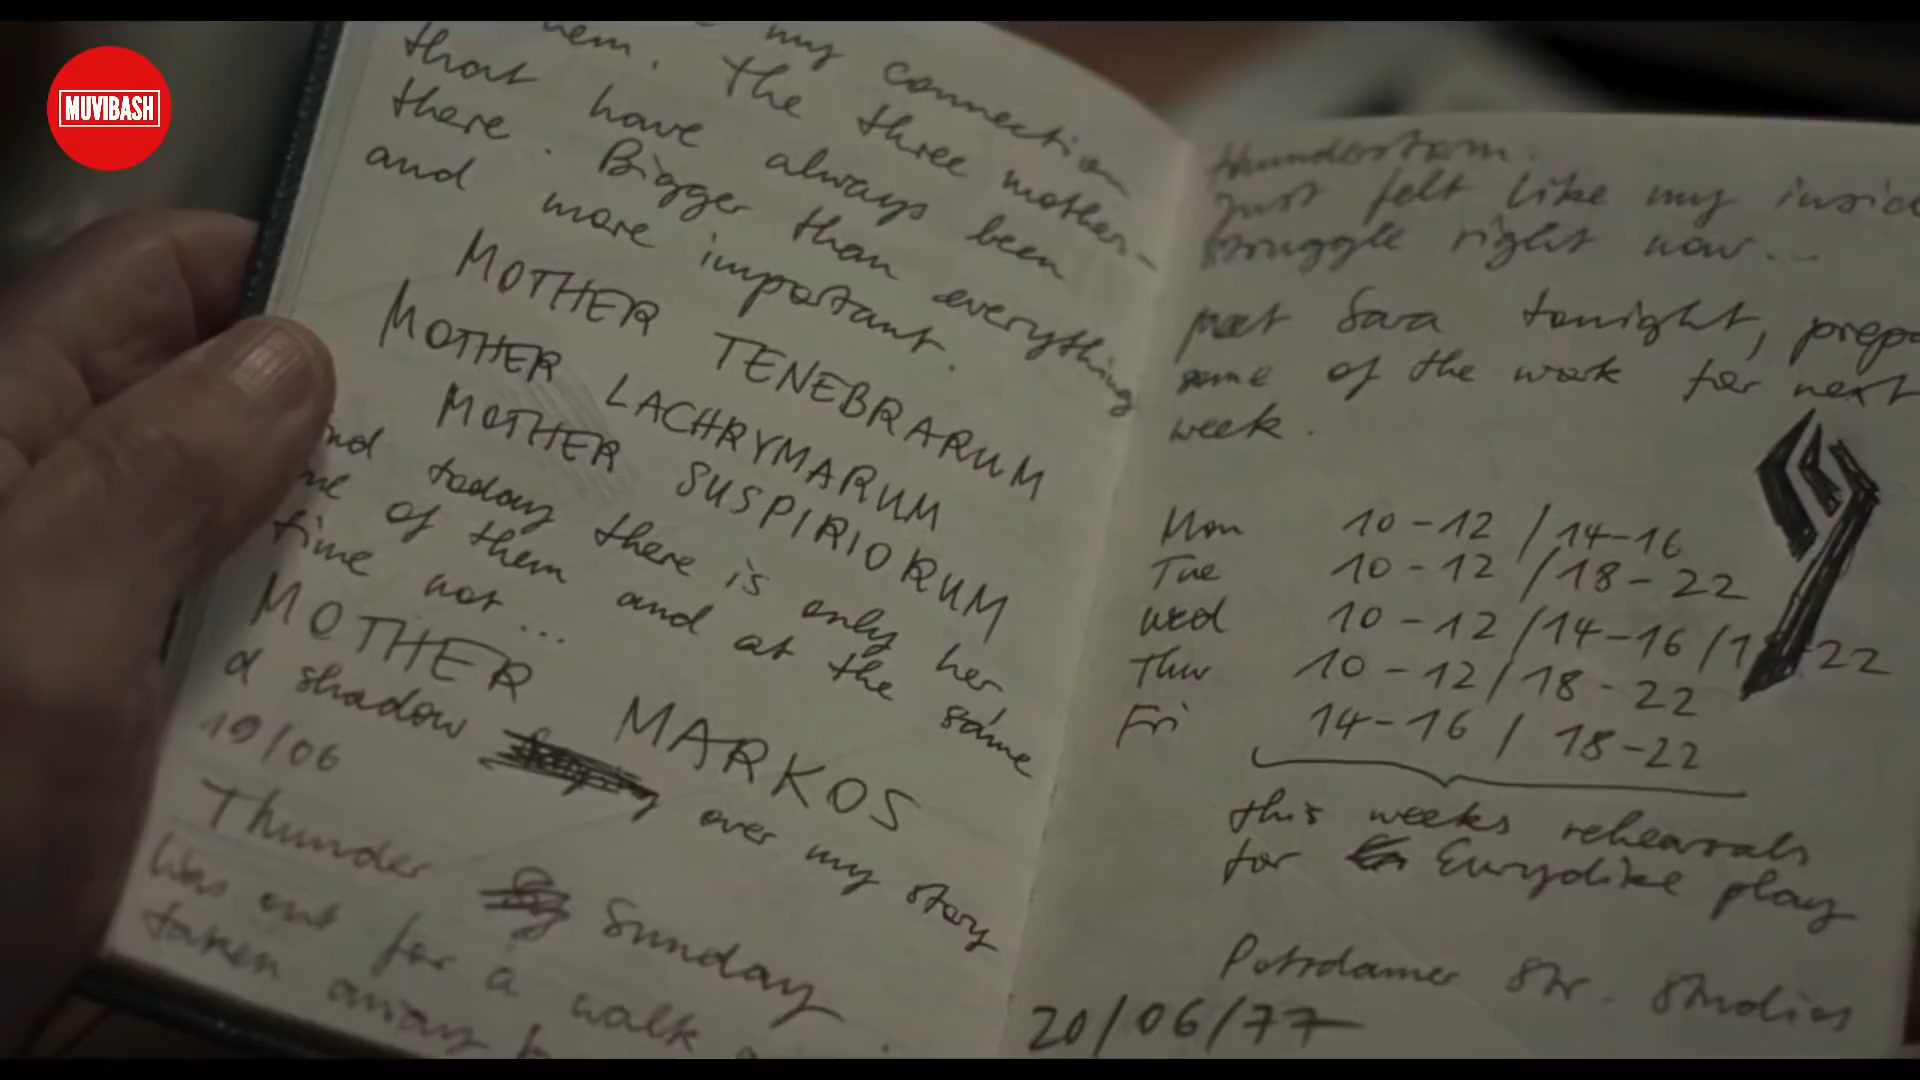 MUVIBASH
my connection
them. The three mother-
that have always been
there. Bigger than everything
and more important.
MOTHER TENEBRARUM
MOTHER LACHRYMARUM
MOTHER SUSPIRIORUM
and today there is only her
of them and at the same
time not...
MOTHER MARKOS
a shadow over my story
19/06
Thunder Sunday
Was out for a walk
taken away
thunderstorm.
Just felt like my
struggle right now...
meet Sara tonight,
some of the work for next
week.
Mon 10-12 / 14-16
Tue 10-12 / 18-22
Wed 10-12 / 14-16 / 22
Thur 10-12 / 18-22
Fri 14-16 / 18-22
this weeks rehearsals
for Eurydike play
Potsdamer Str. Studios
20/06/77